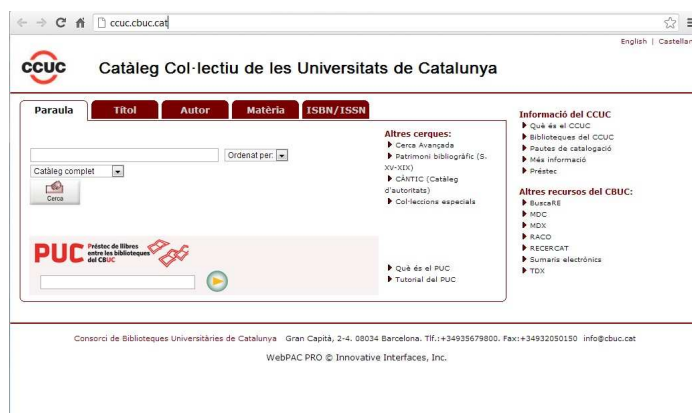 ccuc.cbuc.cat
English | Castellan
CCUC
Catàleg Col·lectiu de les Universitats de Catalunya
Paraula
Títol
Autor
Matèria
ISBN/ISSN
Ordenat per:
Catàleg complet
Cerca
Altres cerques:
Cerca Avançada
Patrimoni bibliogràfic (S.
XV-XIX)
CÀNTIC (Catàleg
d'autoritats)
Col·leccions especials
PUC
Préstec de llibres
entre les biblioteques
del CBUC
Què és el PUC
Tutorial del PUC
Informació del CCUC
Què és el CCUC
Biblioteques del CCUC
Pautes de catalogació
Més informació
Préstec
Altres recursos del CBUC:
BuscaRE
MDC
MDX
RACO
RECERCAT
Sumaris electrònics
TDX
Consorci de Biblioteques Universitàries de Catalunya Gran Capità, 2-4. 08034 Barcelona. Tlf.:+34935679800. Fax:+34932050150 info@cbuc.cat
WebPAC PRO © Innovative Interfaces, Inc.